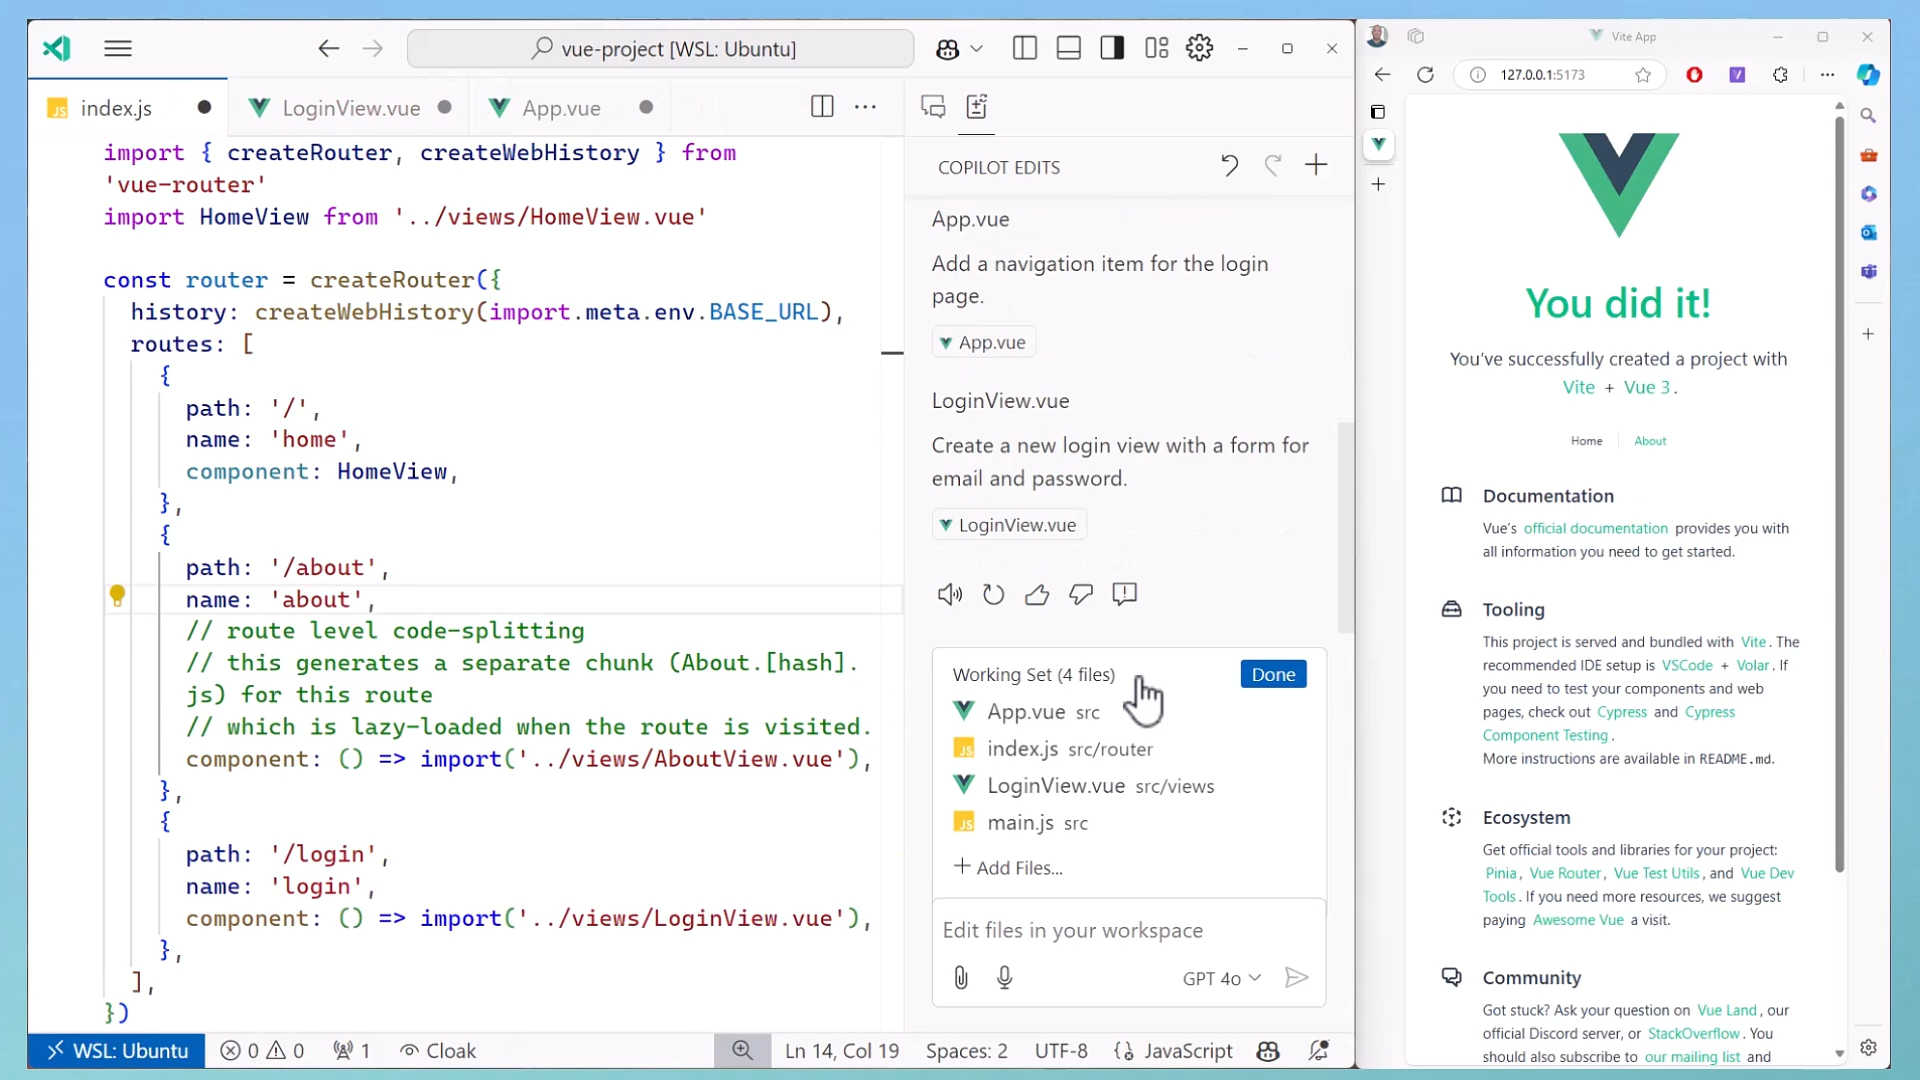 vue-project [WSL: Ubuntu]
JS index.js
LoginView.vue
App.vue
import { createRouter, createWebHistory } from
'vue-router'
import HomeView from '../views/HomeView.vue'
const router = createRouter({
history: createWebHistory(import.meta.env.BASE_URL),
routes: [
{
path: '/',
name: 'home',
component: HomeView,
},
{
path: '/about',
name: 'about',
// route level code-splitting
// this generates a separate chunk (About.[hash].
js) for this route
// which is lazy-loaded when the route is visited.
component: () => import('../views/AboutView.vue'),
},
{
path: '/login',
name: 'login',
component: () => import('../views/LoginView.vue'),
},
],
})
COPILOT EDITS
App.vue
Add a navigation item for the login
page.
App.vue
LoginView.vue
Create a new login view with a form for
email and password.
LoginView.vue
Working Set (4 files)
Done
App.vue src
JS index.js src/router
LoginView.vue src/views
JS main.js src
Add Files...
Edit files in your workspace
GPT 4o
WSL: Ubuntu
0 0
1
Cloak
Ln 14, Col 19
Spaces: 2
UTF-8
{} JavaScript
Vite App
127.0.0.1:5173
You did it!
You've successfully created a project with
Vite + Vue 3.
Home
About
Documentation
Vue's official documentation provides you with
all information you need to get started.
Tooling
This project is served and bundled with Vite. The
recommended IDE setup is VSCode + Volar. If
you need to test your components and web
pages, check out Cypress and Cypress
Component Testing.
More instructions are available in README.md.
Ecosystem
Get official tools and libraries for your project:
Pinia, Vue Router, Vue Test Utils, and Vue Dev
Tools. If you need more resources, we suggest
paying Awesome Vue a visit.
Community
Got stuck? Ask your question on Vue Land, our
official Discord server, or StackOverflow. You
should also subscribe to our mailing list and